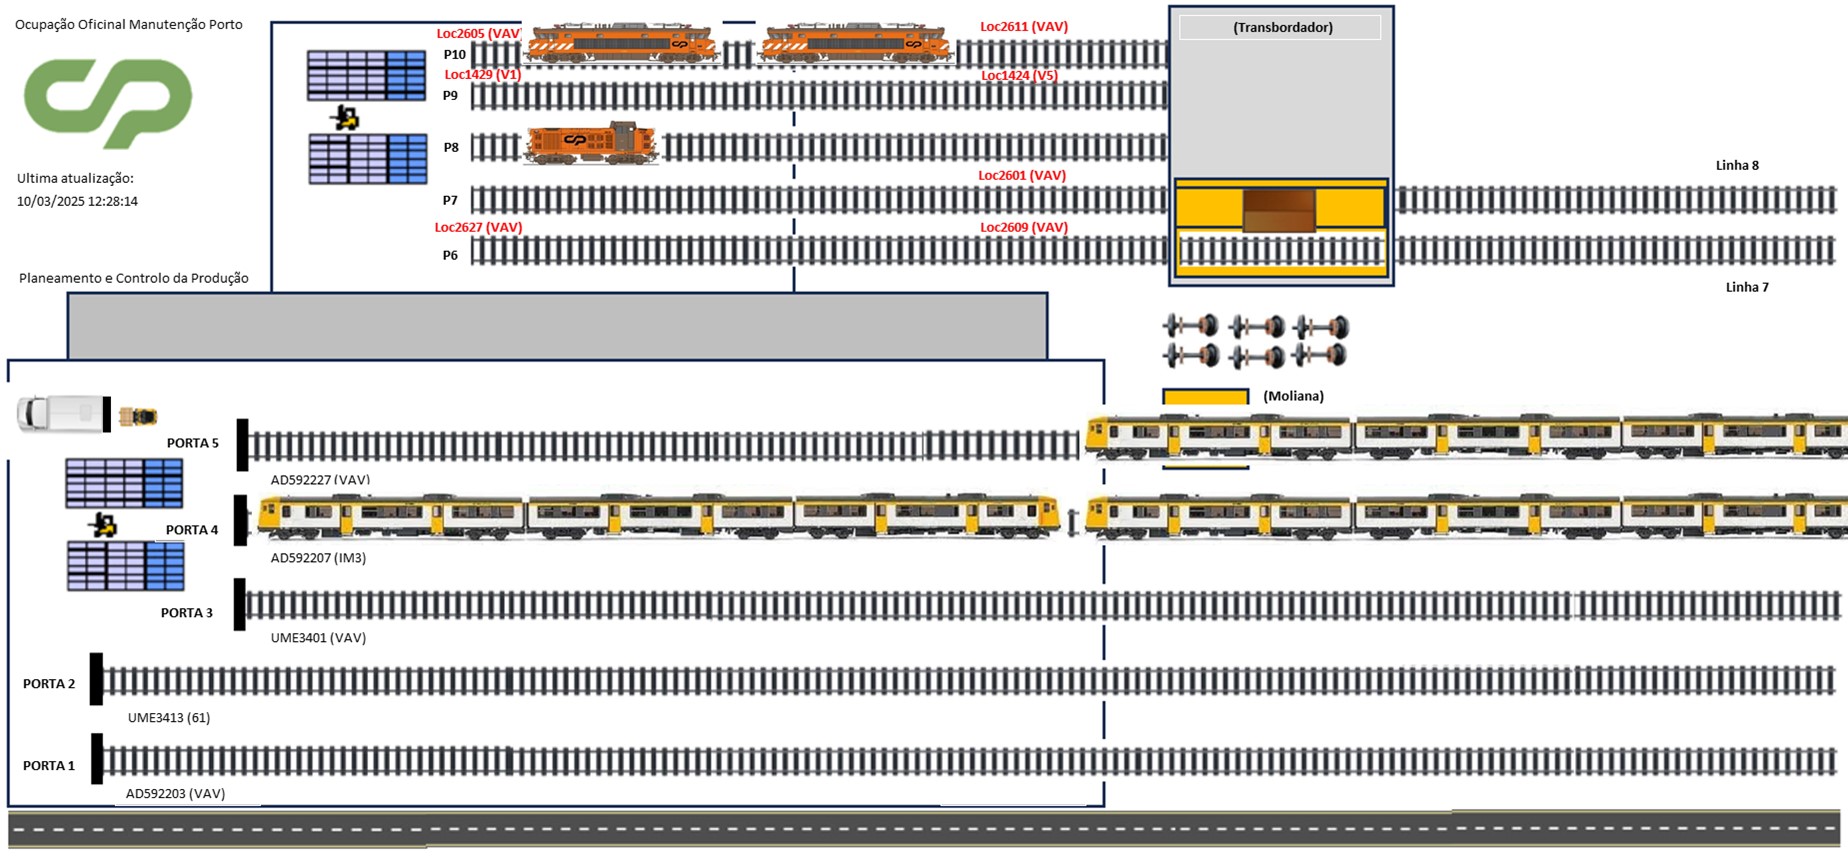 Ocupação Oficinal Manutenção Porto
Ultima atualização:
10/03/2025 12:28:14
Planeamento e Controlo da Produção
Loc2605 (VAV)
Loc2611 (VAV)
P10
Loc1429 (V1)
Loc1424 (V5)
P9
P8
Loc2601 (VAV)
P7
Loc2627 (VAV)
Loc2609 (VAV)
P6
(Transbordador)
Linha 8
Linha 7
(Moliana)
PORTA 5
AD592227 (VAV)
PORTA 4
AD592207 (IM3)
PORTA 3
UME3401 (VAV)
PORTA 2
UME3413 (61)
PORTA 1
AD592203 (VAV)